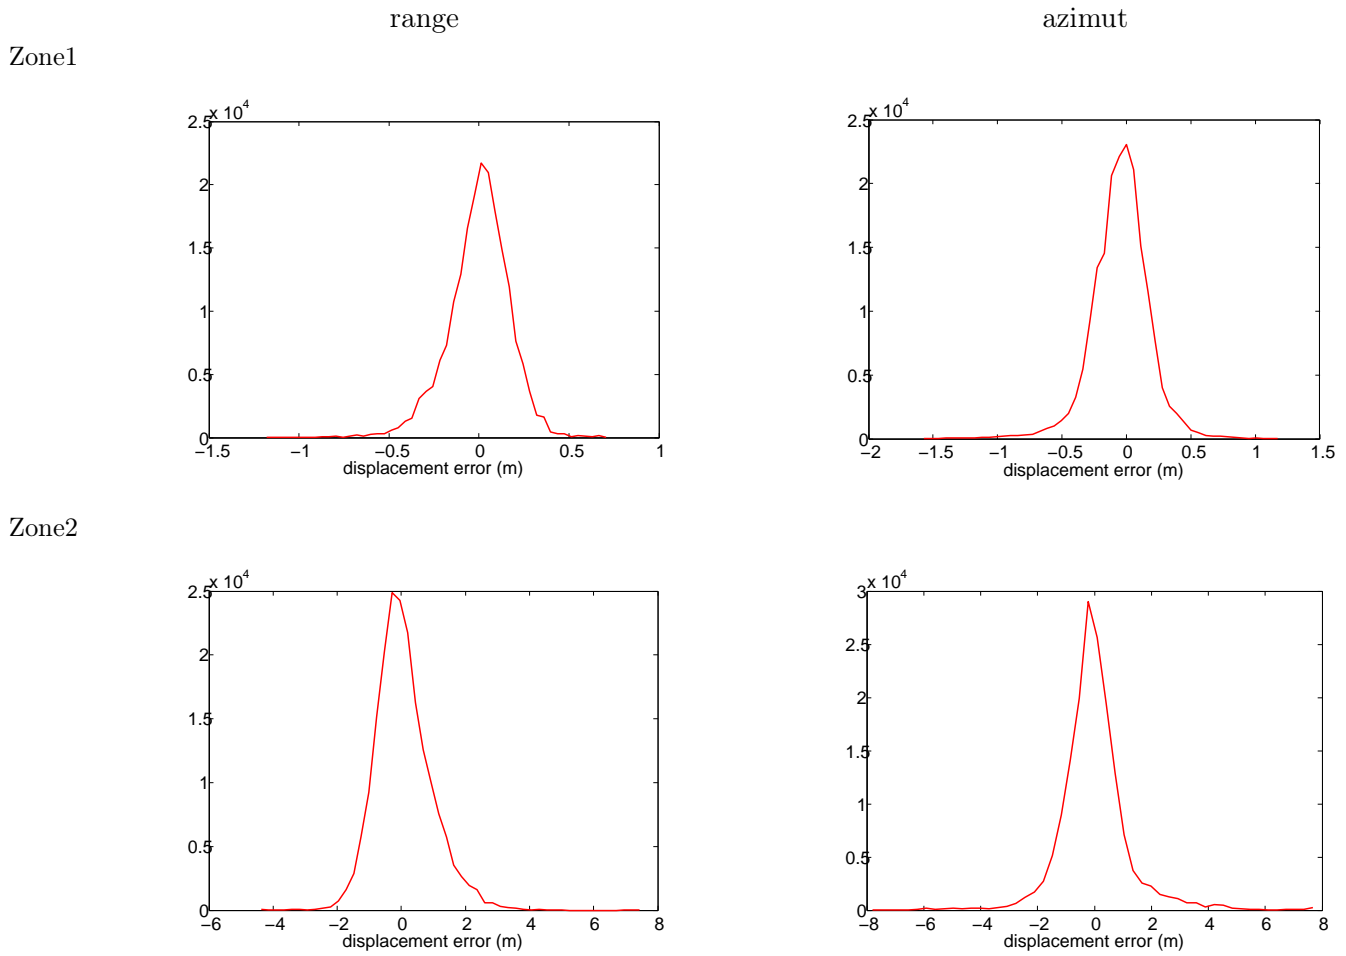 range azimut
Zone1
x 10^4 x 10^4
2.5 2.5
2 2
1.5 1.5
1 1
0.5 0.5
0 0
−1.5 −1 −0.5 0 0.5 1 −2 −1.5 −1 −0.5 0 0.5 1 1.5
displacement error (m) displacement error (m)
Zone2
x 10^4 x 10^4
2.5 3
2 2.5
1.5 2
1 1.5
0.5 1
0 0.5
0
−6 −4 −2 0 2 4 6 8 −8 −6 −4 −2 0 2 4 6 8
displacement error (m) displacement error (m)